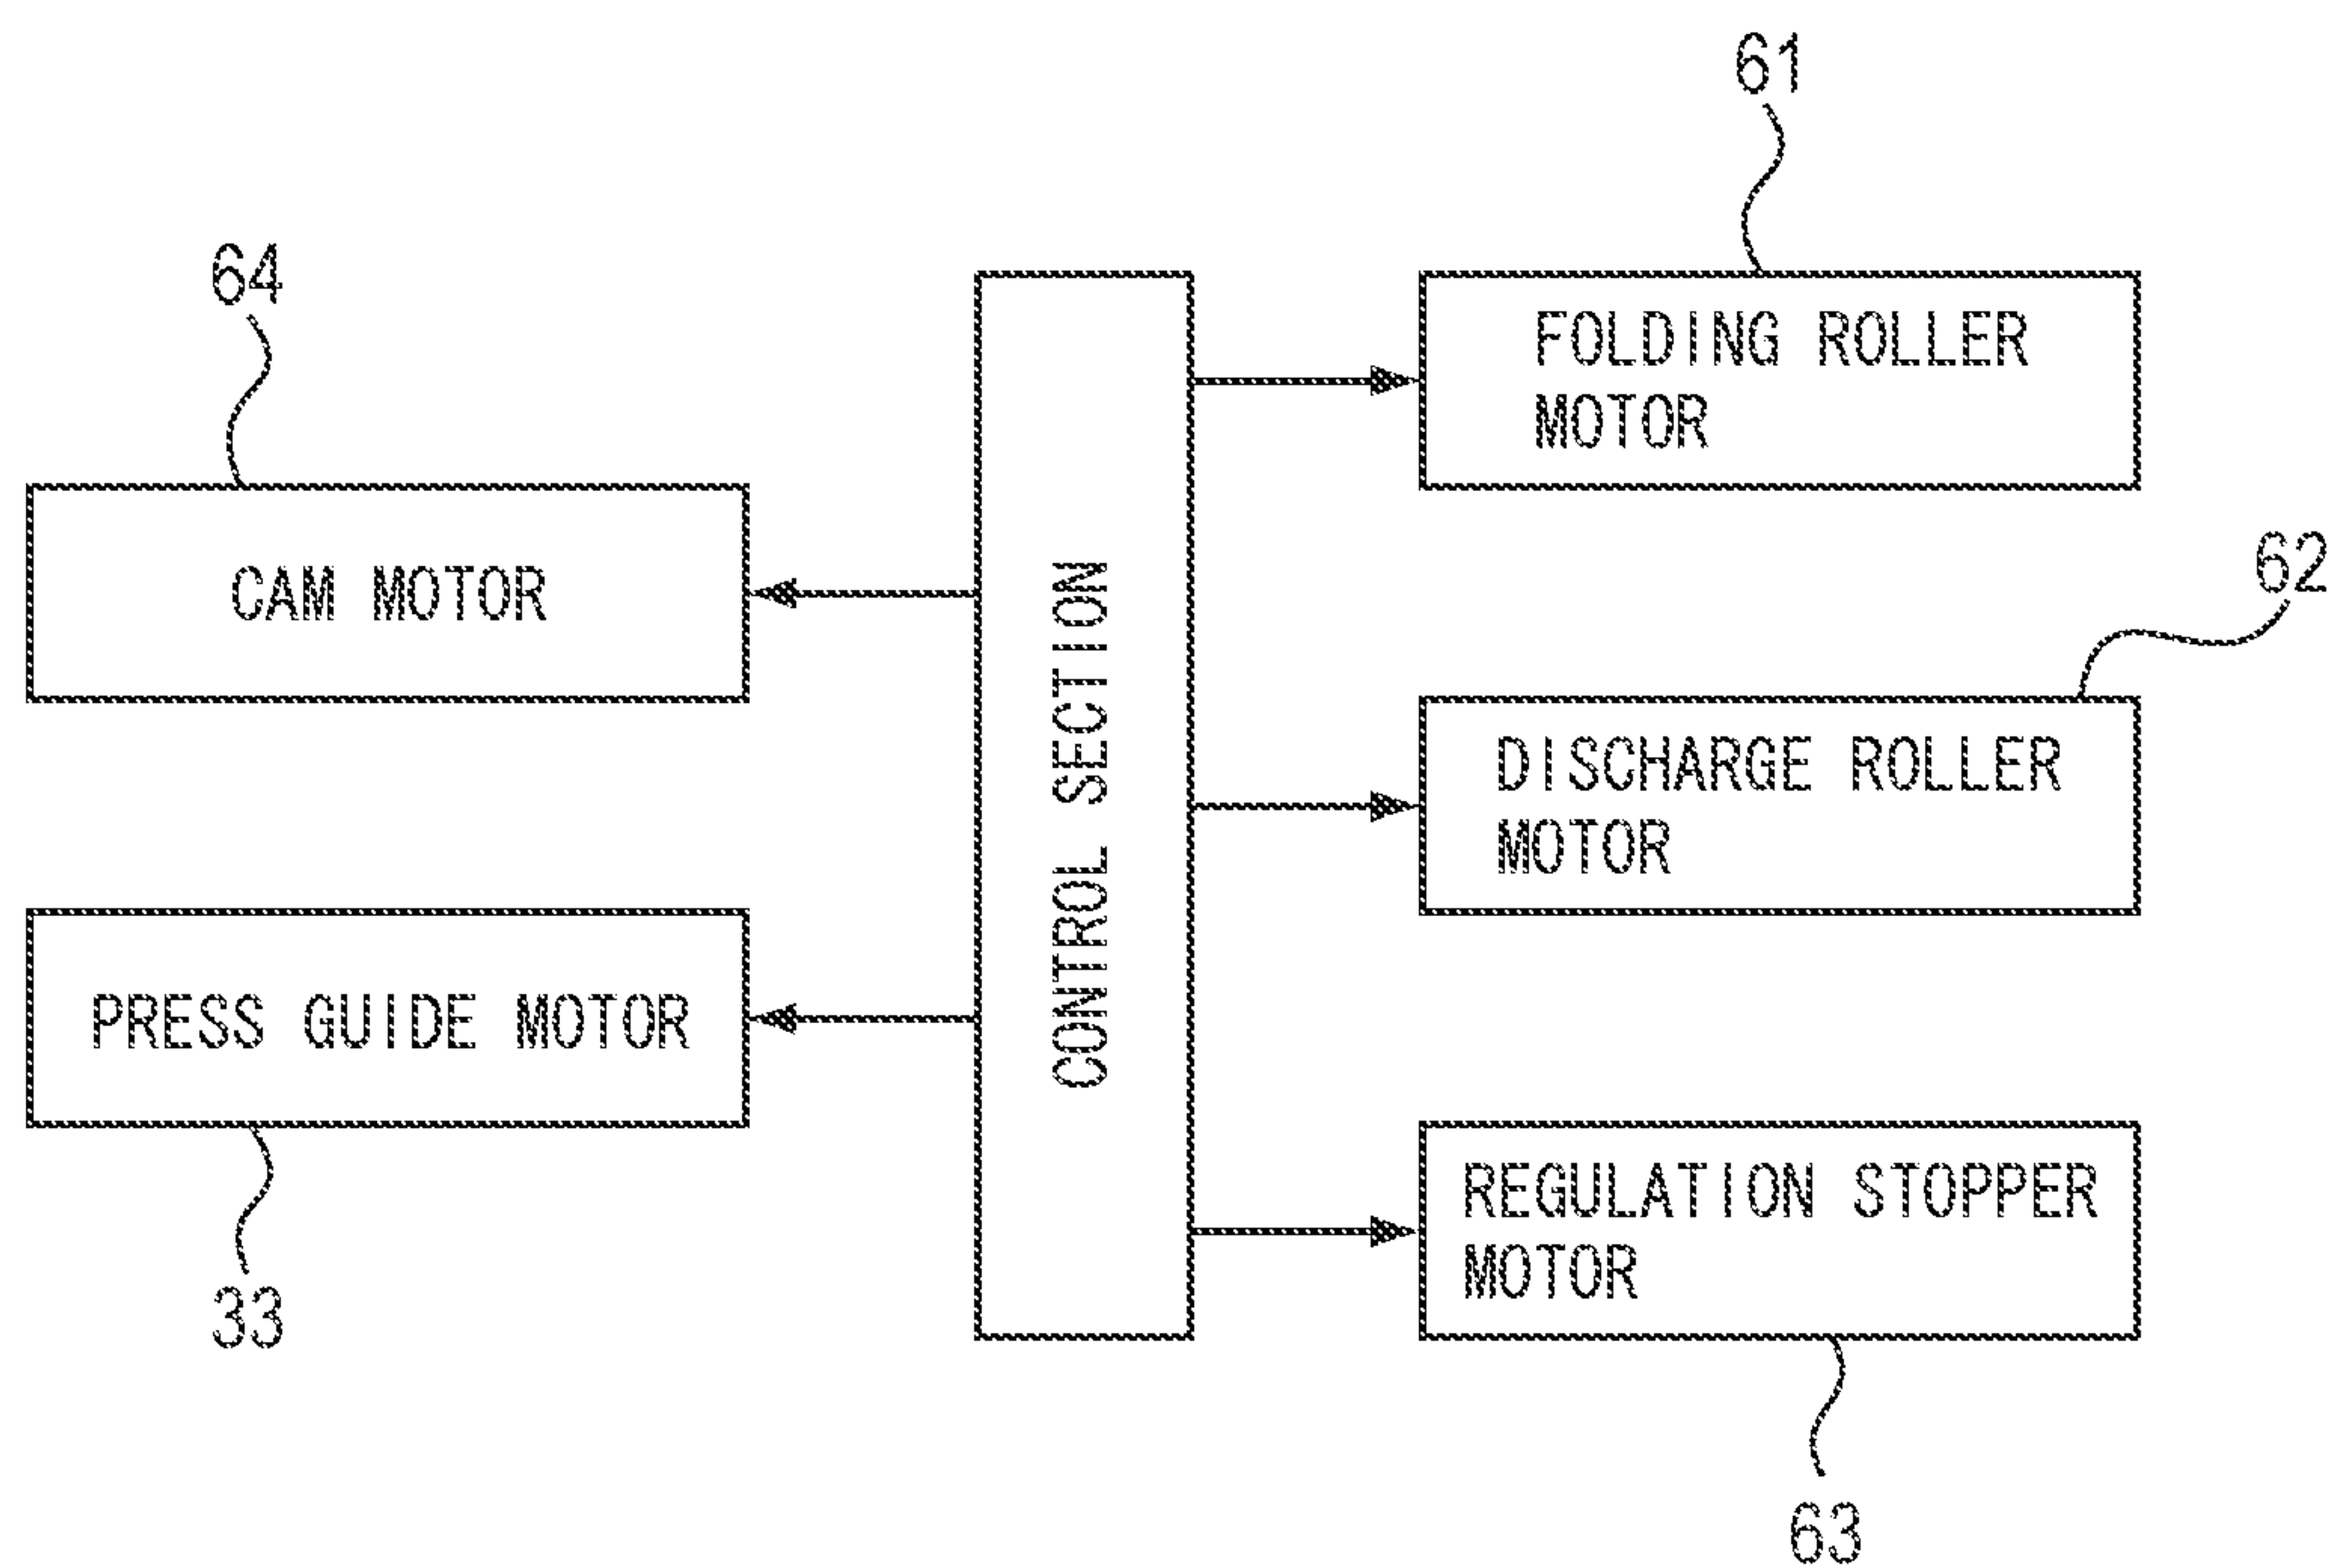 61
64
FOLDING ROLLER
MOTOR
CAM MOTOR
62
CONTROL SECTION
DISCHARGE ROLLER
MOTOR
PRESS GUIDE MOTOR
REGULATION STOPPER
MOTOR
33
63